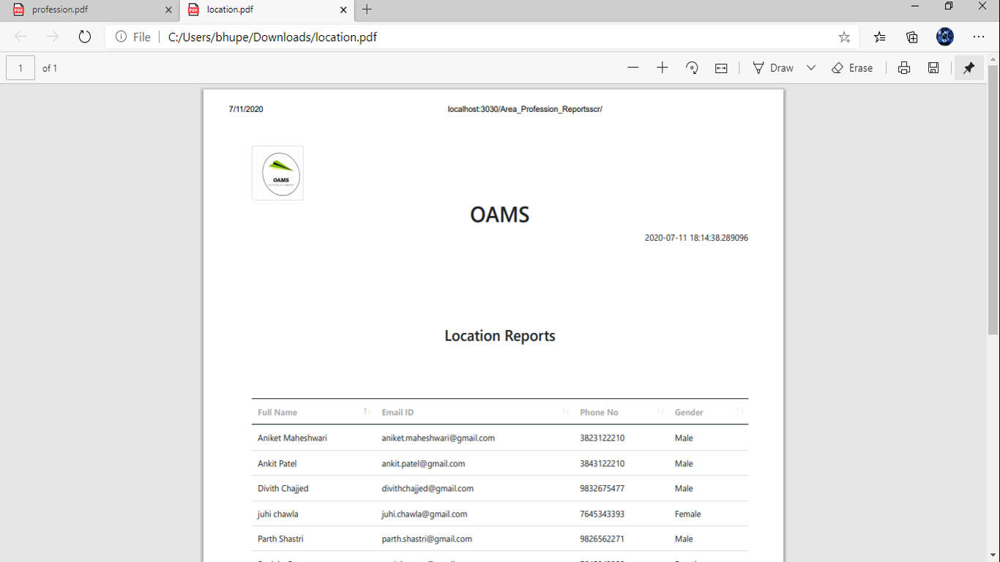 profession.pdf
location.pdf
File
C:/Users/bhupe/Downloads/location.pdf
1 of 1
Draw
Erase
7/11/2020 localhost:3030/Area_Profession_Reportsscr/
OAMS
OAMS
2020-07-11 18:14:38.289096
Location Reports
Full Name Email ID Phone No Gender
Aniket Maheshwari aniket.maheshwari@gmail.com 3823122210 Male
Ankit Patel ankit.patel@gmail.com 3843122210 Male
Divith Chajjed divithchajjed@gmail.com 9832675477 Male
juhi chawla juhi.chawla@gmail.com 7645343393 Female
Parth Shastri parth.shastri@gmail.com 9826562271 Male